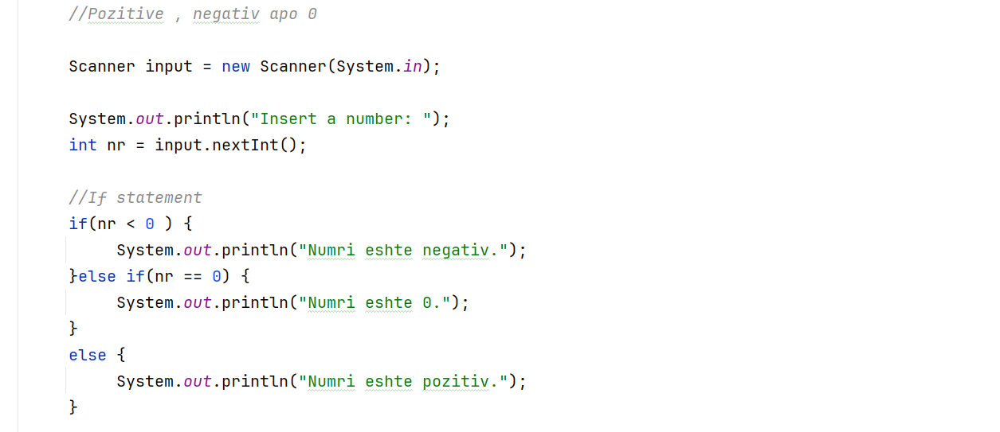 //Pozitive , negativ apo 0
Scanner input = new Scanner(System.in);
System.out.println("Insert a number: ");
int nr = input.nextInt();
//If statement
if(nr < 0 ) {
System.out.println("Numri eshte negativ.");
}else if(nr == 0) {
System.out.println("Numri eshte 0.");
}
else {
System.out.println("Numri eshte pozitiv.");
}